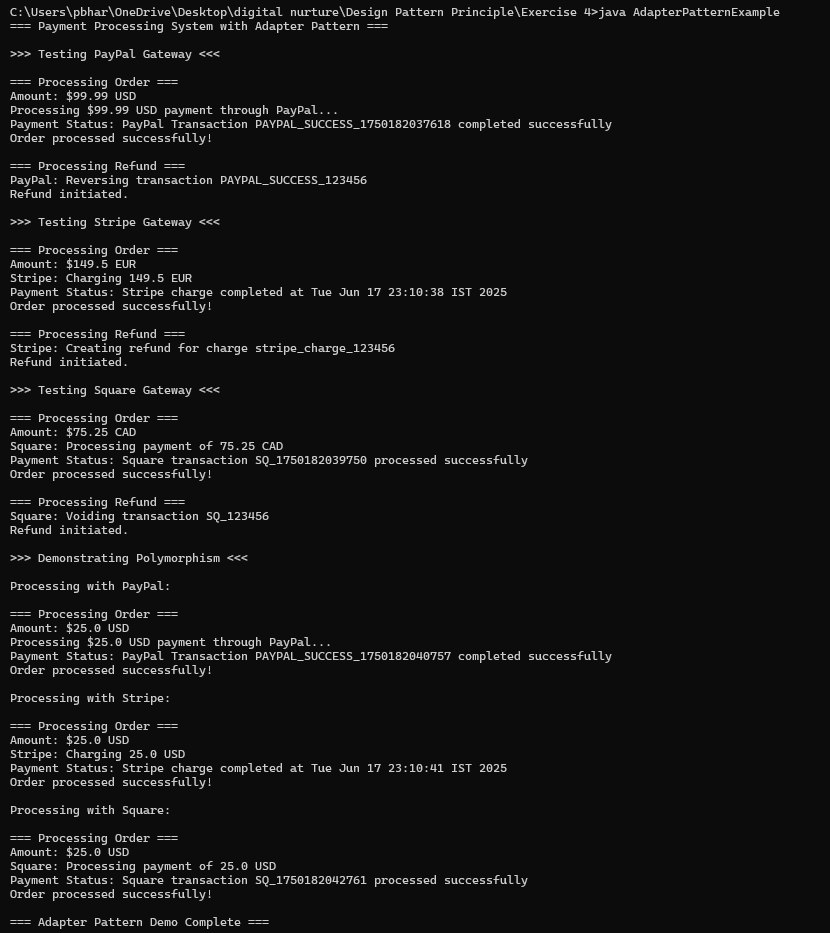 C:\Users\pbhar\OneDrive\Desktop\digital nurture\Design Pattern Principle\Exercise 4>java AdapterPatternExample
=== Payment Processing System with Adapter Pattern ===
>>> Testing PayPal Gateway <<<
=== Processing Order ===
Amount: $99.99 USD
Processing $99.99 USD payment through PayPal...
Payment Status: PayPal Transaction PAYPAL_SUCCESS_1750182037618 completed successfully
Order processed successfully!
=== Processing Refund ===
PayPal: Reversing transaction PAYPAL_SUCCESS_123456
Refund initiated.
>>> Testing Stripe Gateway <<<
=== Processing Order ===
Amount: $149.5 EUR
Stripe: Charging 149.5 EUR
Payment Status: Stripe charge completed at Tue Jun 17 23:10:38 IST 2025
Order processed successfully!
=== Processing Refund ===
Stripe: Creating refund for charge stripe_charge_123456
Refund initiated.
>>> Testing Square Gateway <<<
=== Processing Order ===
Amount: $75.25 CAD
Square: Processing payment of 75.25 CAD
Payment Status: Square transaction SQ_1750182039750 processed successfully
Order processed successfully!
=== Processing Refund ===
Square: Voiding transaction SQ_123456
Refund initiated.
>>> Demonstrating Polymorphism <<<
Processing with PayPal:
=== Processing Order ===
Amount: $25.0 USD
Processing $25.0 USD payment through PayPal...
Payment Status: PayPal Transaction PAYPAL_SUCCESS_1750182040757 completed successfully
Order processed successfully!
Processing with Stripe:
=== Processing Order ===
Amount: $25.0 USD
Stripe: Charging 25.0 USD
Payment Status: Stripe charge completed at Tue Jun 17 23:10:41 IST 2025
Order processed successfully!
Processing with Square:
=== Processing Order ===
Amount: $25.0 USD
Square: Processing payment of 25.0 USD
Payment Status: Square transaction SQ_1750182042761 processed successfully
Order processed successfully!
=== Adapter Pattern Demo Complete ===